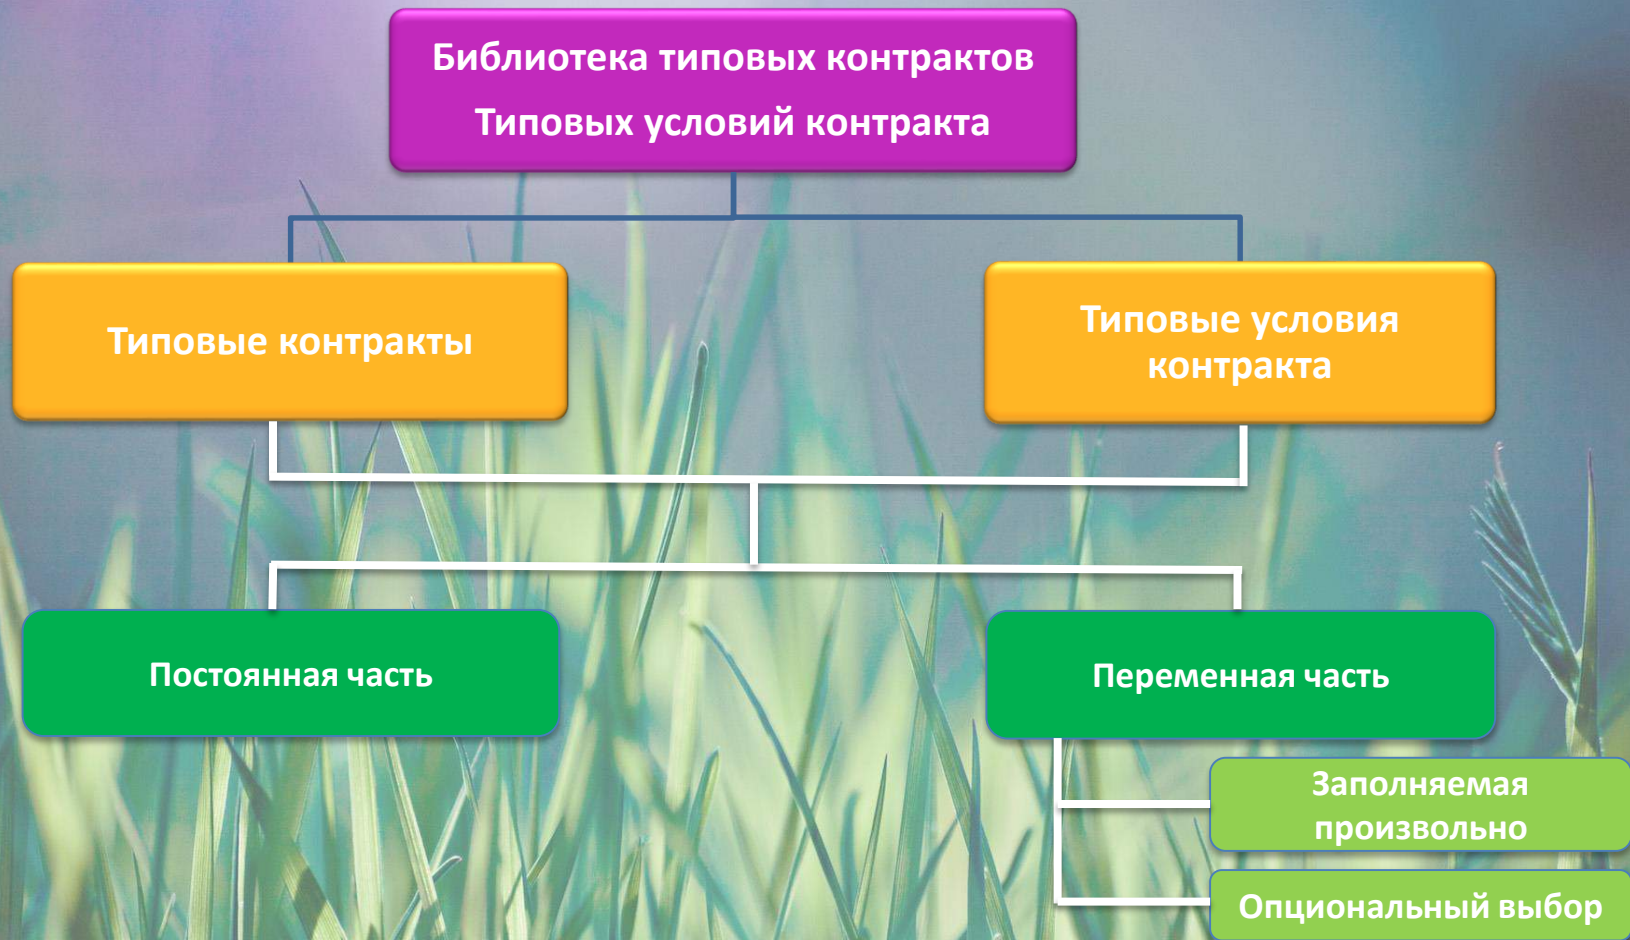 Библиотека типовых контрактов
Типовых условий контракта
Типовые контракты
Типовые условия
контракта
Постоянная часть
Переменная часть
Заполняемая
произвольно
Опциональный выбор